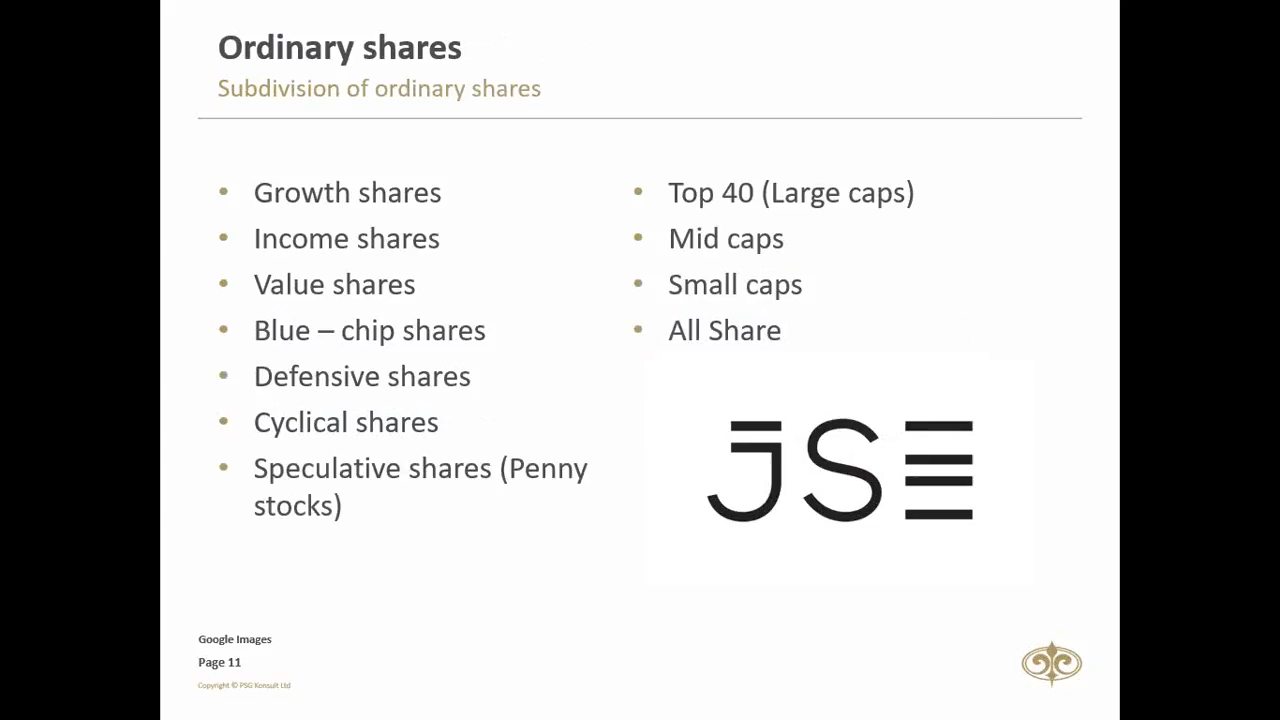 Ordinary shares
Subdivision of ordinary shares
• Growth shares
• Income shares
• Value shares
• Blue – chip shares
• Defensive shares
• Cyclical shares
• Speculative shares (Penny
stocks)
• Top 40 (Large caps)
• Mid caps
• Small caps
• All Share
JSE
Google Images
Page 11
Copyright © PSG Konsult Ltd